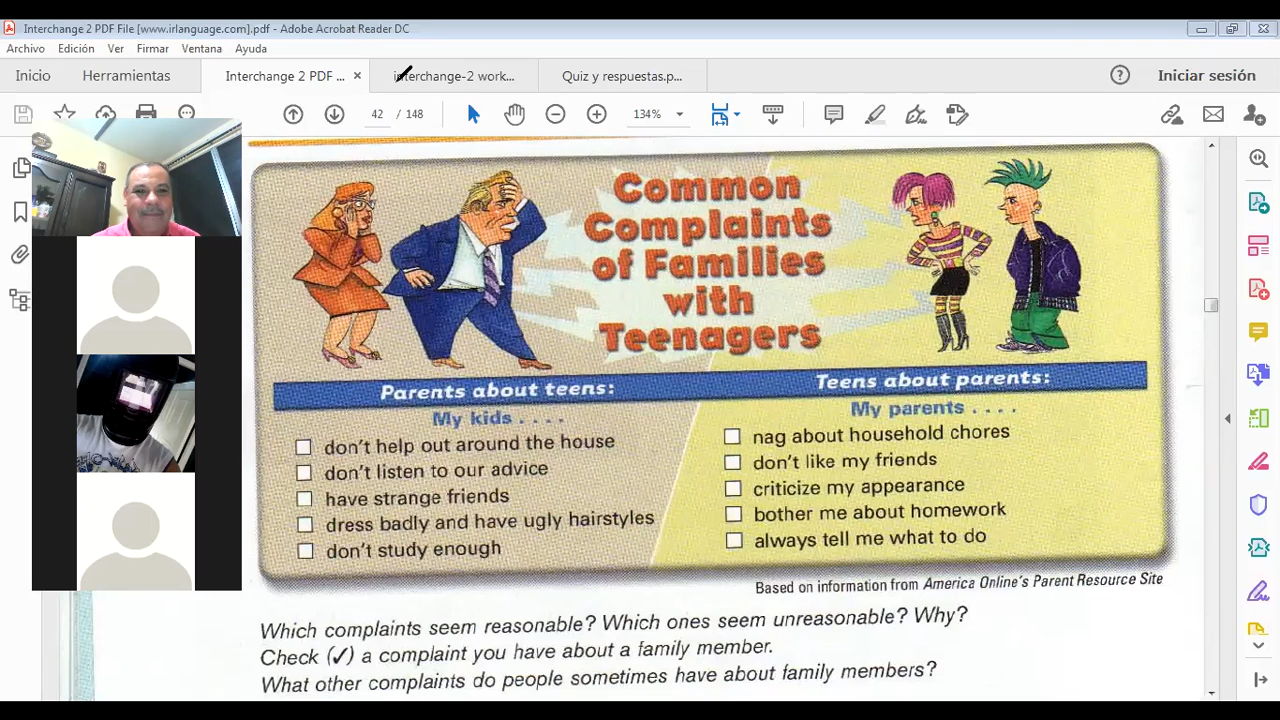 Interchange 2 PDF File [www.irlanguage.com].pdf - Adobe Acrobat Reader DC
Archivo Edición Ver Firmar Ventana Ayuda
Inicio Herramientas Interchange 2 PDF ... × interchange-2 work... Quiz y respuestas.p... Iniciar sesión
42 / 148 134%
Common
Complaints
of Families
with
Teenagers
Parents about teens:
My kids . . . .
don't help out around the house
don't listen to our advice
have strange friends
dress badly and have ugly hairstyles
don't study enough
Teens about parents:
My parents . . . .
nag about household chores
don't like my friends
criticize my appearance
bother me about homework
always tell me what to do
Based on information from America Online's Parent Resource Site
Which complaints seem reasonable? Which ones seem unreasonable? Why?
Check (✓) a complaint you have about a family member.
What other complaints do people sometimes have about family members?